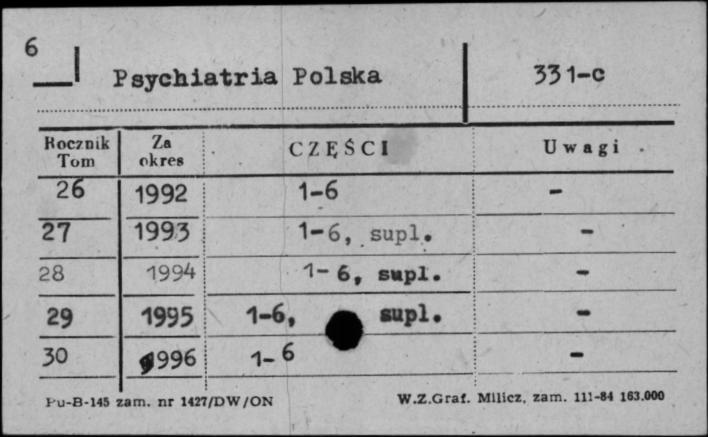 6
Psychiatria Polska 331-c
Rocznik Tom Za okres CZĘŚCI Uwagi
26 1992 1-6 -
27 1993 1-6, supl. -
28 1994 1-6, supl. -
29 1995 1-6, supl. -
30 1996 1-6 -
Pu-B-145 zam. nr 1427/DW/ON W.Z.Graf. Milicz, zam. 111-84 163.000